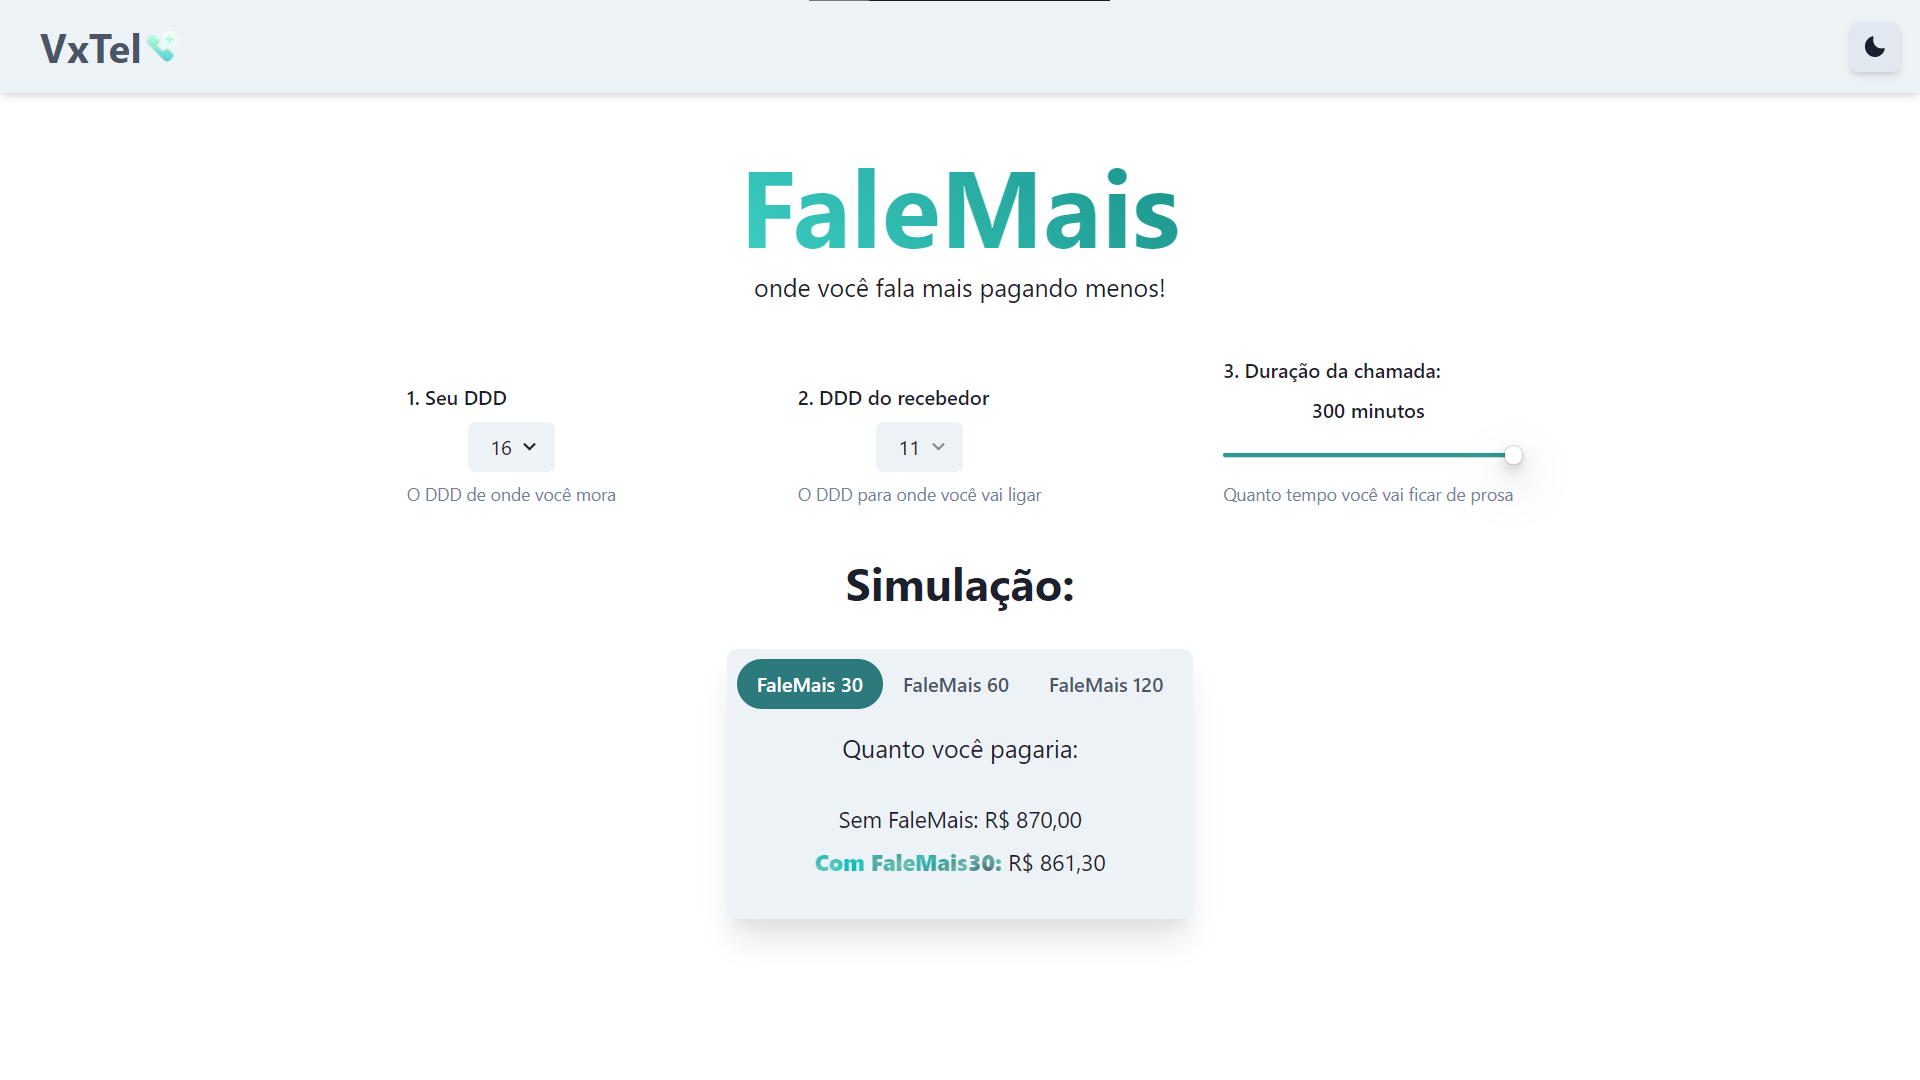 VxTel
FaleMais
onde você fala mais pagando menos!
1. Seu DDD
16
O DDD de onde você mora
2. DDD do recebedor
11
O DDD para onde você vai ligar
3. Duração da chamada:
300 minutos
Quanto tempo você vai ficar de prosa
Simulação:
FaleMais 30 FaleMais 60 FaleMais 120
Quanto você pagaria:
Sem FaleMais: R$ 870,00
Com FaleMais30: R$ 861,30